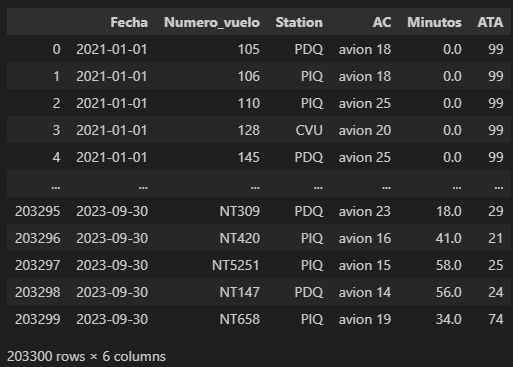 Fecha Numero_vuelo Station AC Minutos ATA
0 2021-01-01 105 PDQ avion 18 0.0 99
1 2021-01-01 106 PIQ avion 18 0.0 99
2 2021-01-01 110 PIQ avion 25 0.0 99
3 2021-01-01 128 CVU avion 20 0.0 99
4 2021-01-01 145 PDQ avion 25 0.0 99
... ... ... ... ... ... ...
203295 2023-09-30 NT309 PDQ avion 23 18.0 29
203296 2023-09-30 NT420 PIQ avion 16 41.0 21
203297 2023-09-30 NT5251 PIQ avion 15 58.0 25
203298 2023-09-30 NT147 PDQ avion 14 56.0 24
203299 2023-09-30 NT658 PIQ avion 19 34.0 74
203300 rows × 6 columns